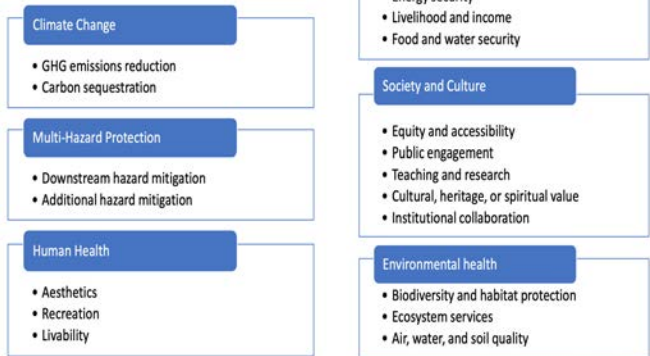 Climate Change
• GHG emissions reduction
• Carbon sequestration
Multi-Hazard Protection
• Downstream hazard mitigation
• Additional hazard mitigation
Human Health
• Aesthetics
• Recreation
• Livability
• Energy security
• Livelihood and income
• Food and water security
Society and Culture
• Equity and accessibility
• Public engagement
• Teaching and research
• Cultural, heritage, or spiritual value
• Institutional collaboration
Environmental health
• Biodiversity and habitat protection
• Ecosystem services
• Air, water, and soil quality